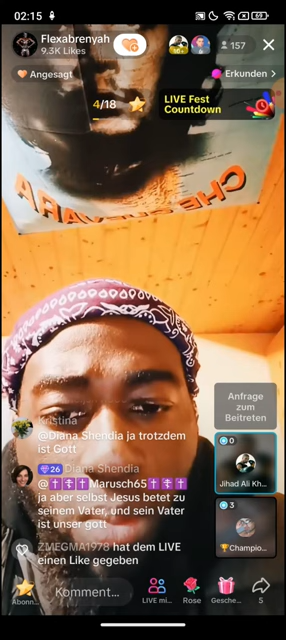 02:15
69
Flexabrenyah
9.3K Likes
10+
157
Angesagt
Erkunden >
4/18
LIVE Fest
Countdown
CHE GUEVARA
Anfrage
zum
Beitreten
Kristina
@Diana Shendia ja trotzdem
ist Gott
0
Jihad Ali Kh...
26 Diana Shendia
@✝️☦️✝️Marusch65✝️☦️✝️
ja aber selbst Jesus betet zu
seinem Vater, und sein Vater
ist unser gott
3
🏆Champio...
ZMEGMA1978 hat dem LIVE
einen Like gegeben
Abonn...
Komment...
LIVE mi...
Rose
Gesche...
5